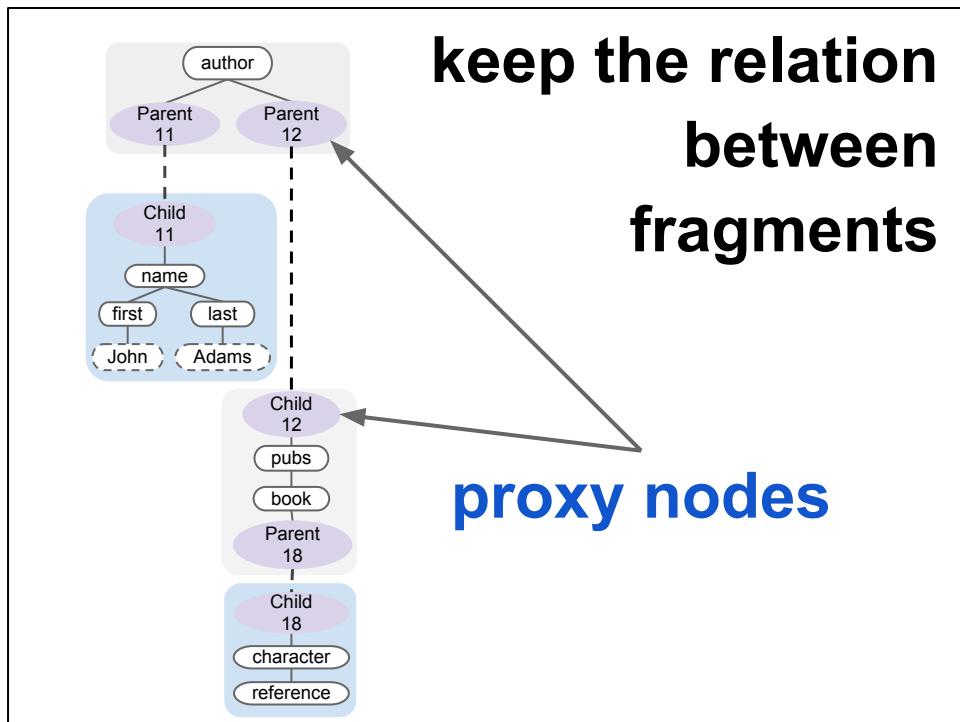 keep the relation
between
fragments
author
Parent
11
Parent
12
Child
11
name
first
last
John
Adams
Child
12
pubs
book
Parent
18
Child
18
character
reference
proxy nodes